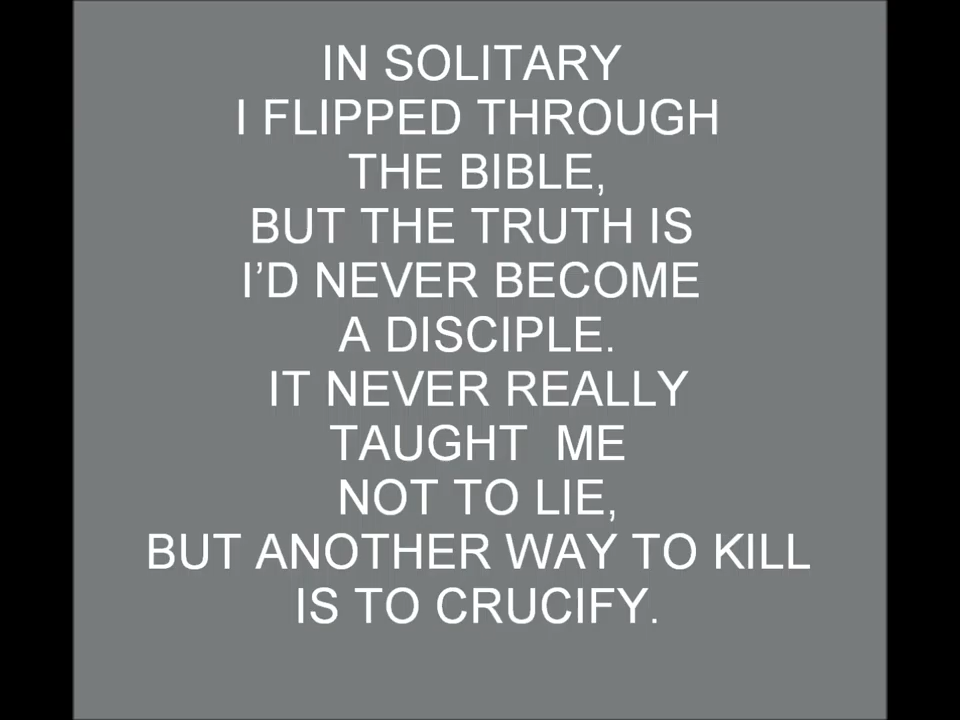 IN SOLITARY
I FLIPPED THROUGH
THE BIBLE,
BUT THE TRUTH IS
I’D NEVER BECOME
A DISCIPLE.
IT NEVER REALLY
TAUGHT  ME
NOT TO LIE,
BUT ANOTHER WAY TO KILL
IS TO CRUCIFY.